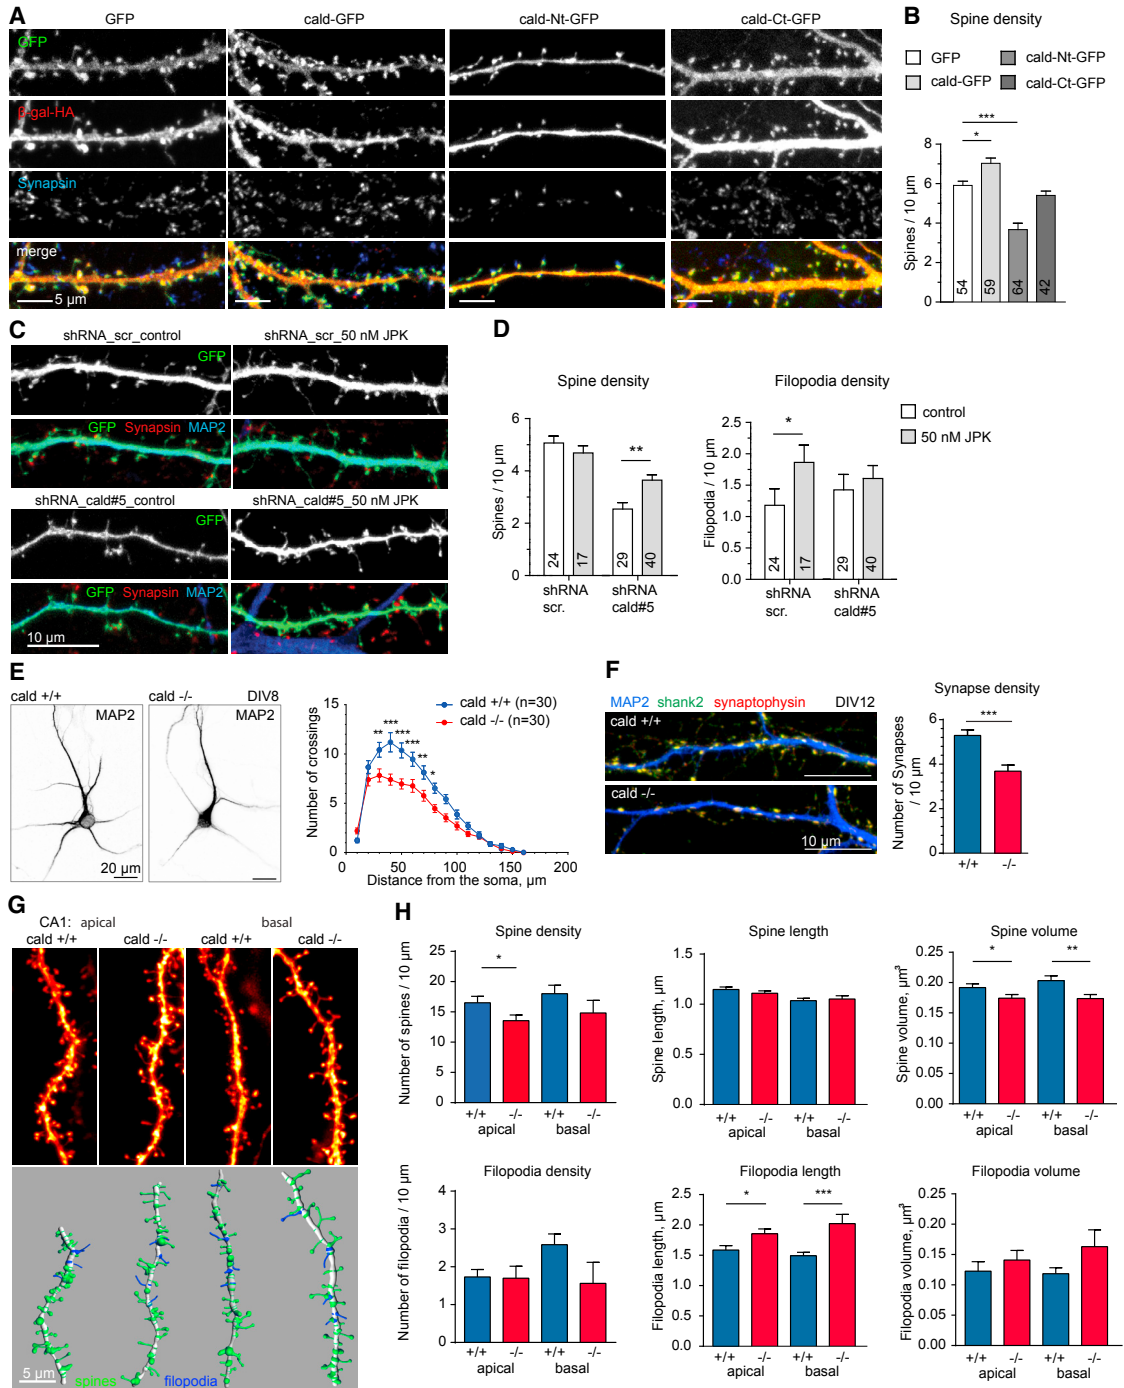 A
GFP
cald-GFP
cald-Nt-GFP
cald-Ct-GFP
GFP
β-gal-HA
Synapsin
merge
5 µm
B
Spine density
GFP
cald-Nt-GFP
cald-GFP
cald-Ct-GFP
***
*
Spines / 10 µm
8
6
4
2
0
54
59
64
42
C
shRNA_scr_control
shRNA_scr_50 nM JPK
GFP
GFP Synapsin MAP2
shRNA_cald#5_control
shRNA_cald#5_50 nM JPK
GFP
GFP Synapsin MAP2
10 µm
D
Spine density
Spines / 10 µm
6
4
2
0
**
24
17
29
40
shRNA scr.
shRNA cald#5
Filopodia density
Filopodia / 10 µm
2.5
2.0
1.5
1.0
0.5
0.0
*
24
17
29
40
shRNA scr.
shRNA cald#5
control
50 nM JPK
E
cald +/+
MAP2
20 µm
cald -/-
DIV8
MAP2
cald +/+ (n=30)
cald -/- (n=30)
Number of crossings
15
10
5
0
** *** *** *** ** *
0 50 100 150 200
Distance from the soma, µm
F
MAP2 shank2 synaptophysin DIV12
cald +/+
cald -/-
10 µm
Synapse density
Number of Synapses / 10 µm
6
4
2
0
***
+/+ -/-
G
CA1: apical basal
cald +/+ cald -/- cald +/+ cald -/-
5 µm
spines
filopodia
H
Spine density
Number of spines / 10 µm
25
20
15
10
5
0
*
+/+ -/- +/+ -/-
apical basal
Spine length
Spine length, µm
1.5
1.0
0.5
0.0
+/+ -/- +/+ -/-
apical basal
Spine volume
Spine volume, µm³
0.25
0.20
0.15
0.10
0.05
0.00
* **
+/+ -/- +/+ -/-
apical basal
Filopodia density
Number of filopodia / 10 µm
4
3
2
1
0
+/+ -/- +/+ -/-
apical basal
Filopodia length
Filopodia length, µm
2.5
2.0
1.5
1.0
0.5
0.0
* ***
+/+ -/- +/+ -/-
apical basal
Filopodia volume
Filopodia volume, µm³
0.25
0.20
0.15
0.10
0.05
0.00
+/+ -/- +/+ -/-
apical basal